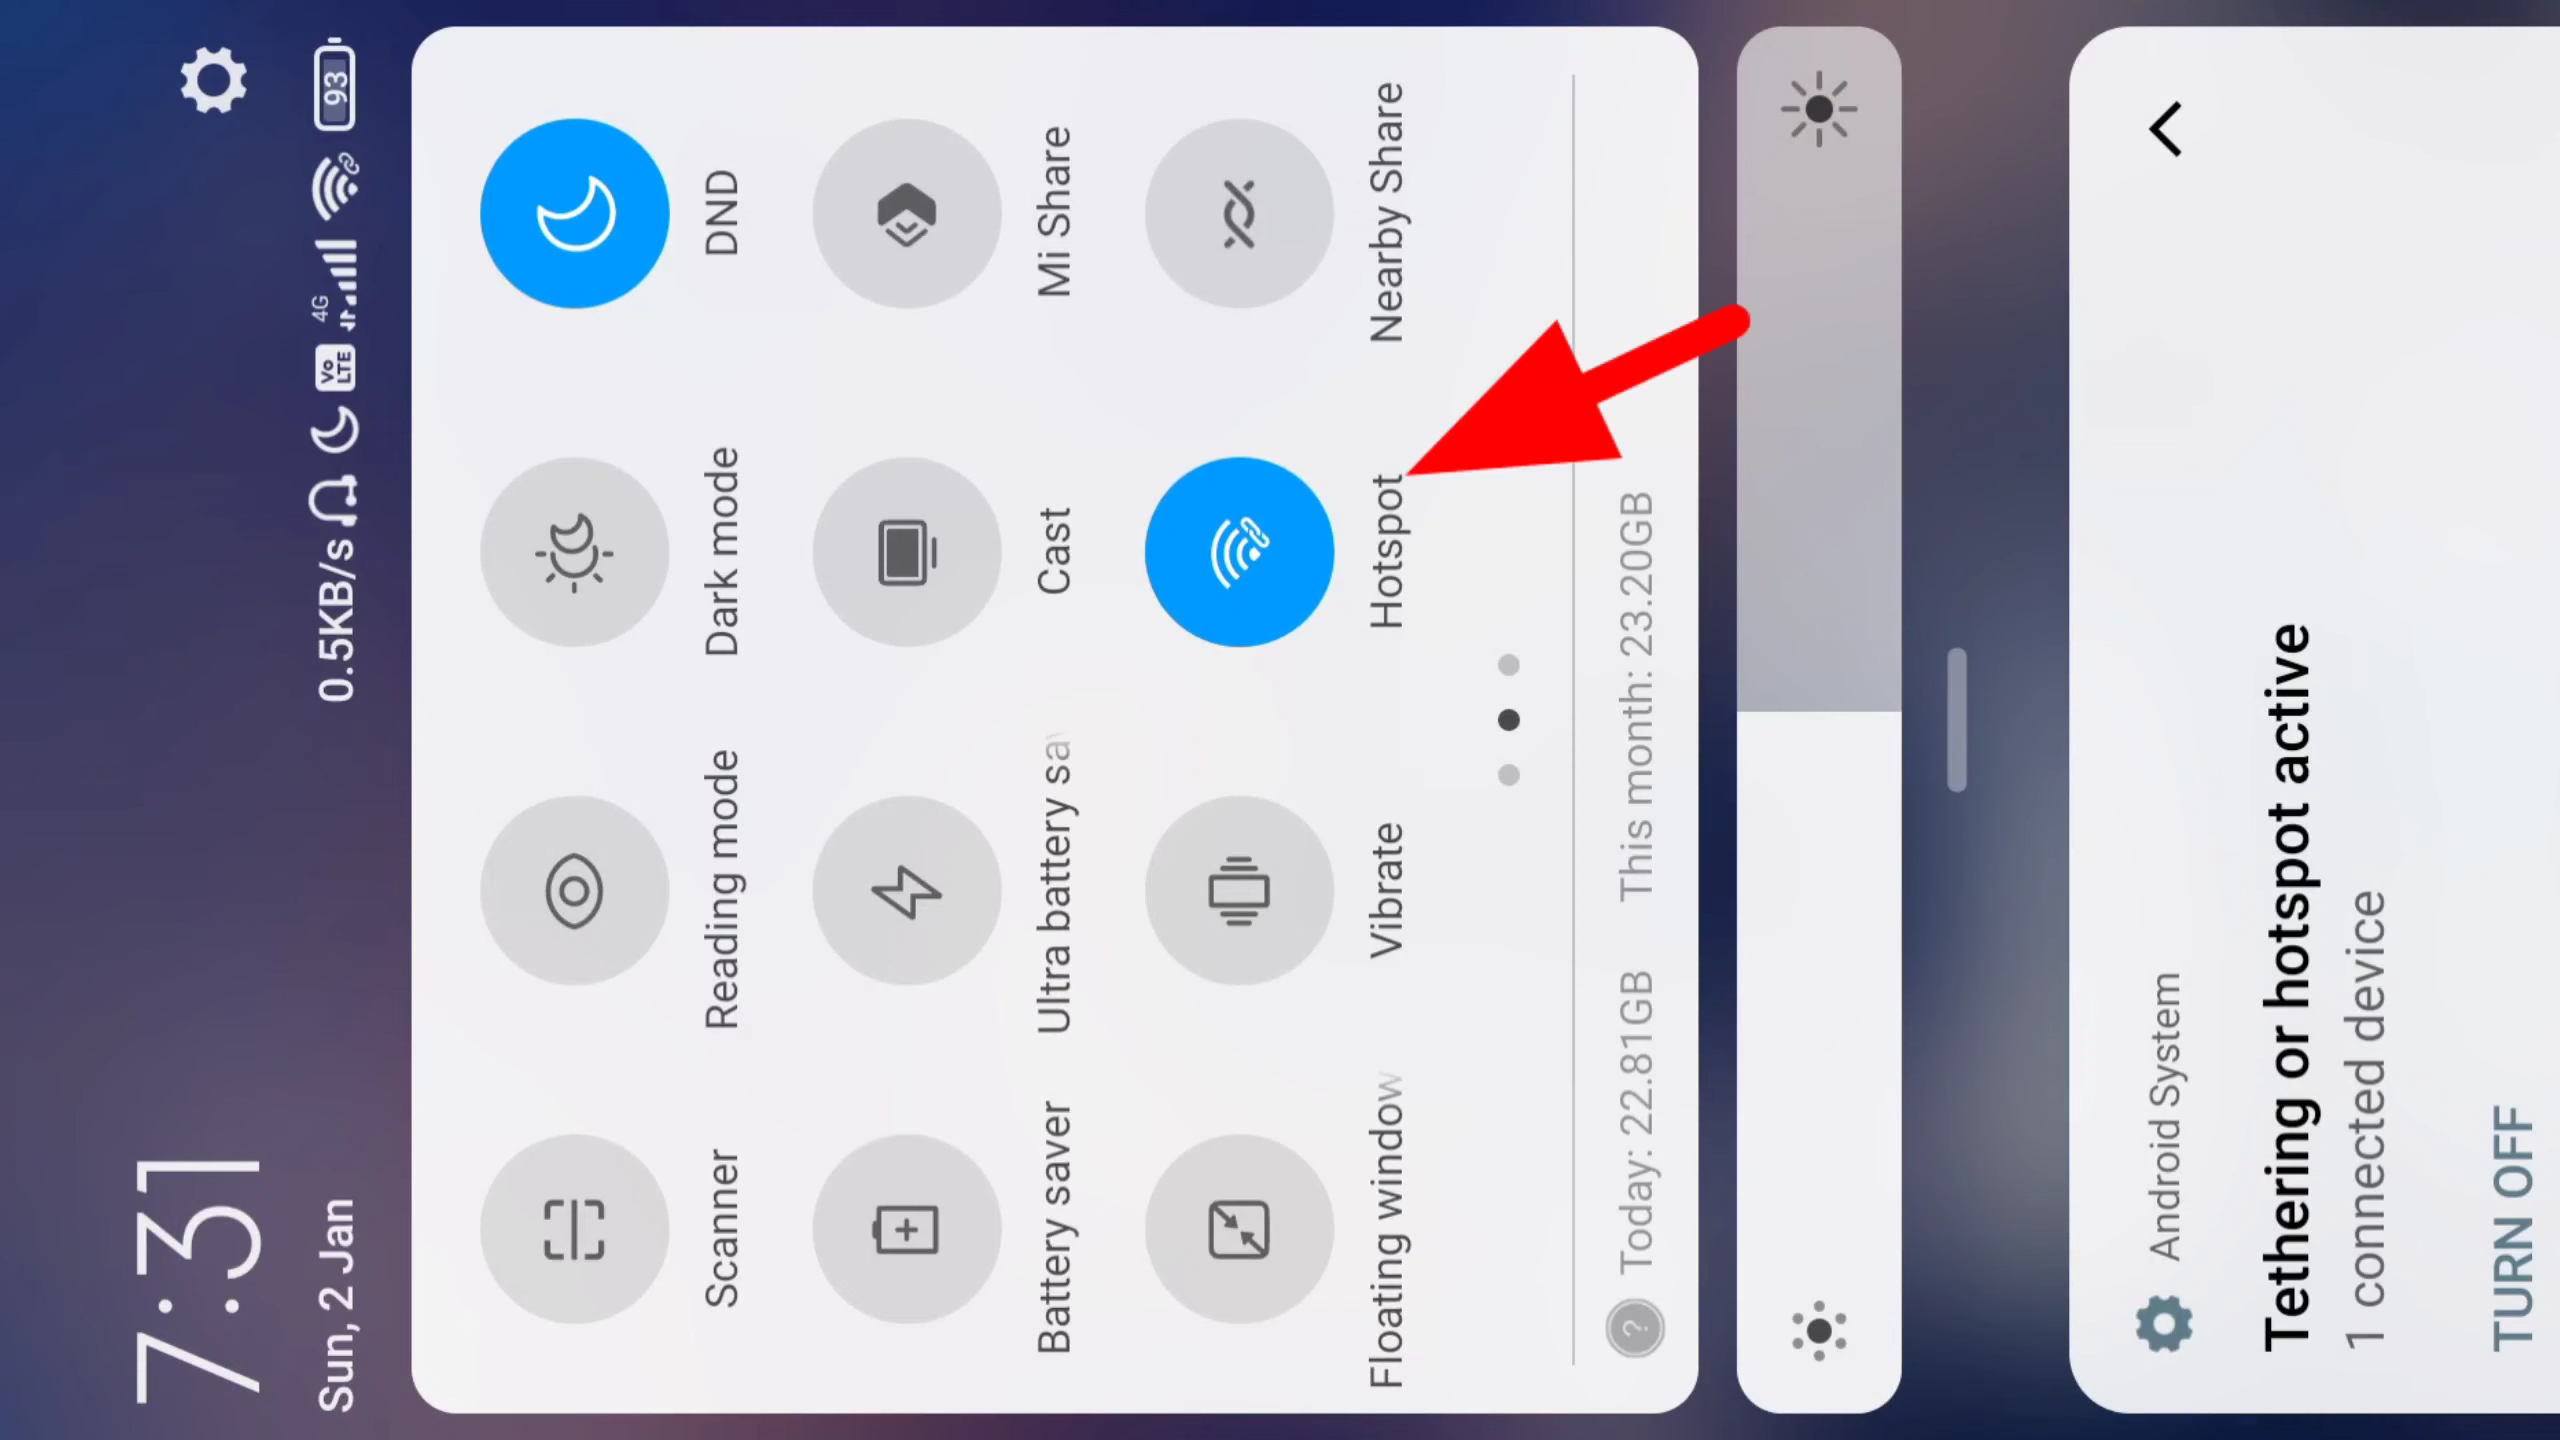 7:31
Sun, 2 Jan
0.5KB/s Vo LTE 4G 93
Scanner Reading mode Dark mode DND
Battery saver Ultra battery sa Cast Mi Share
Floating window Vibrate Hotspot Nearby Share
? Today: 22.81GB This month: 23.20GB
Android System
Tethering or hotspot active
1 connected device
TURN OFF